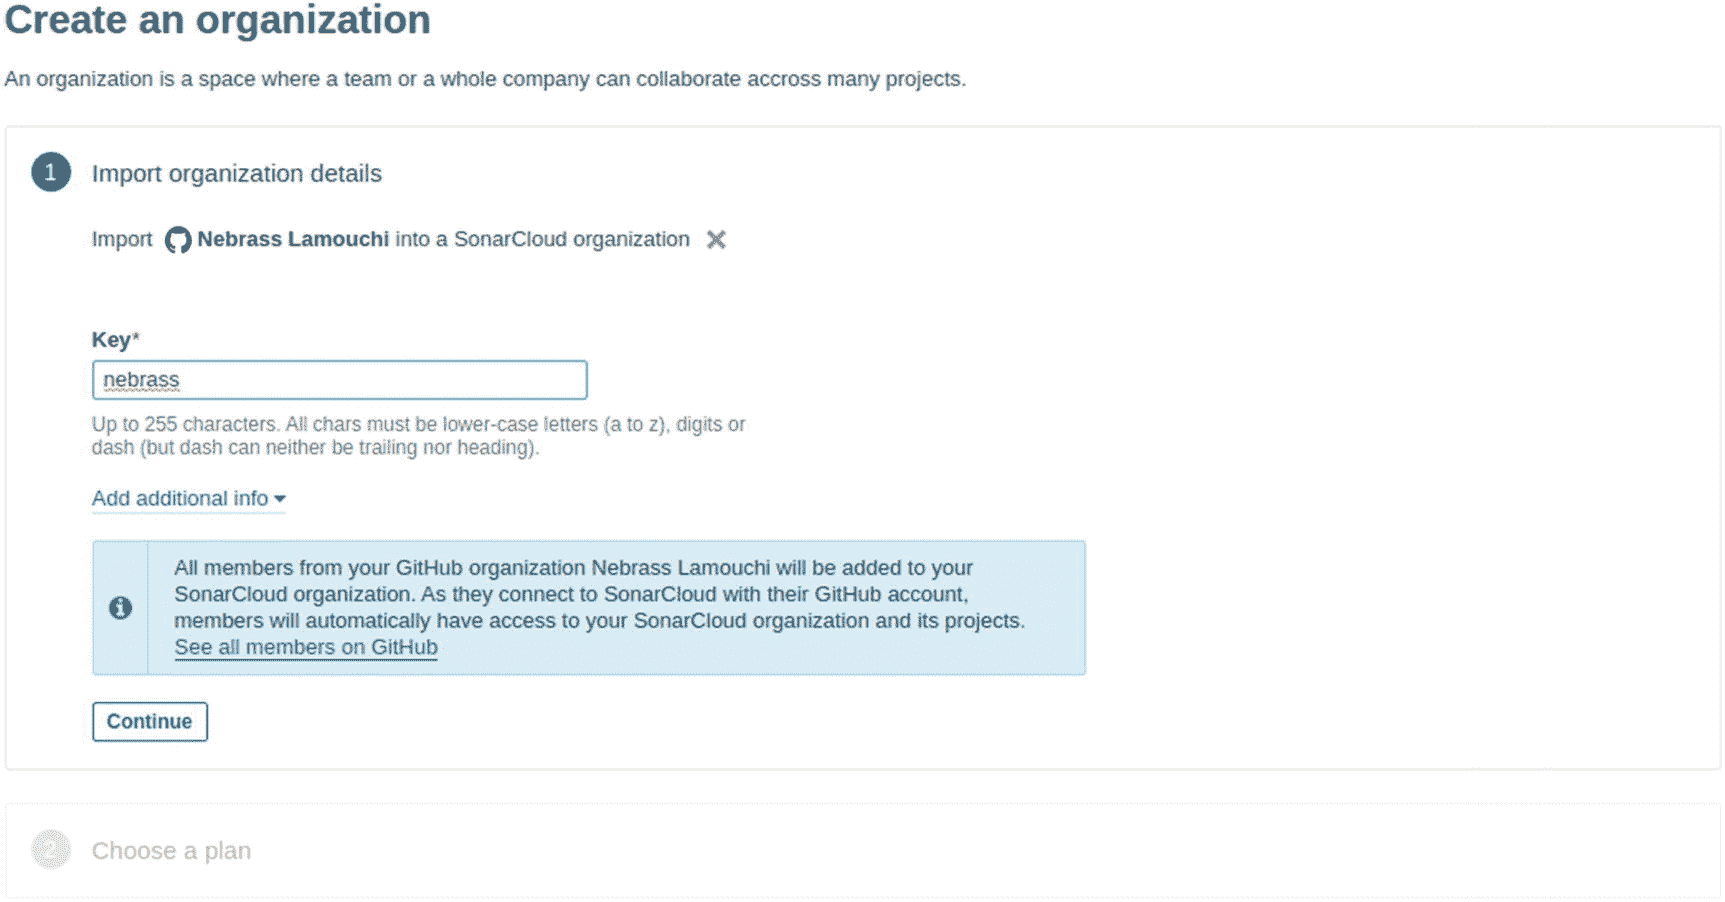 Create an organization
An organization is a space where a team or a whole company can collaborate accross many projects.
1 Import organization details
Import Nebrass Lamouchi into a SonarCloud organization
Key*
nebrass
Up to 255 characters. All chars must be lower-case letters (a to z), digits or
dash (but dash can neither be trailing nor heading).
Add additional info
All members from your GitHub organization Nebrass Lamouchi will be added to your
SonarCloud organization. As they connect to SonarCloud with their GitHub account,
members will automatically have access to your SonarCloud organization and its projects.
See all members on GitHub
Continue
2 Choose a plan